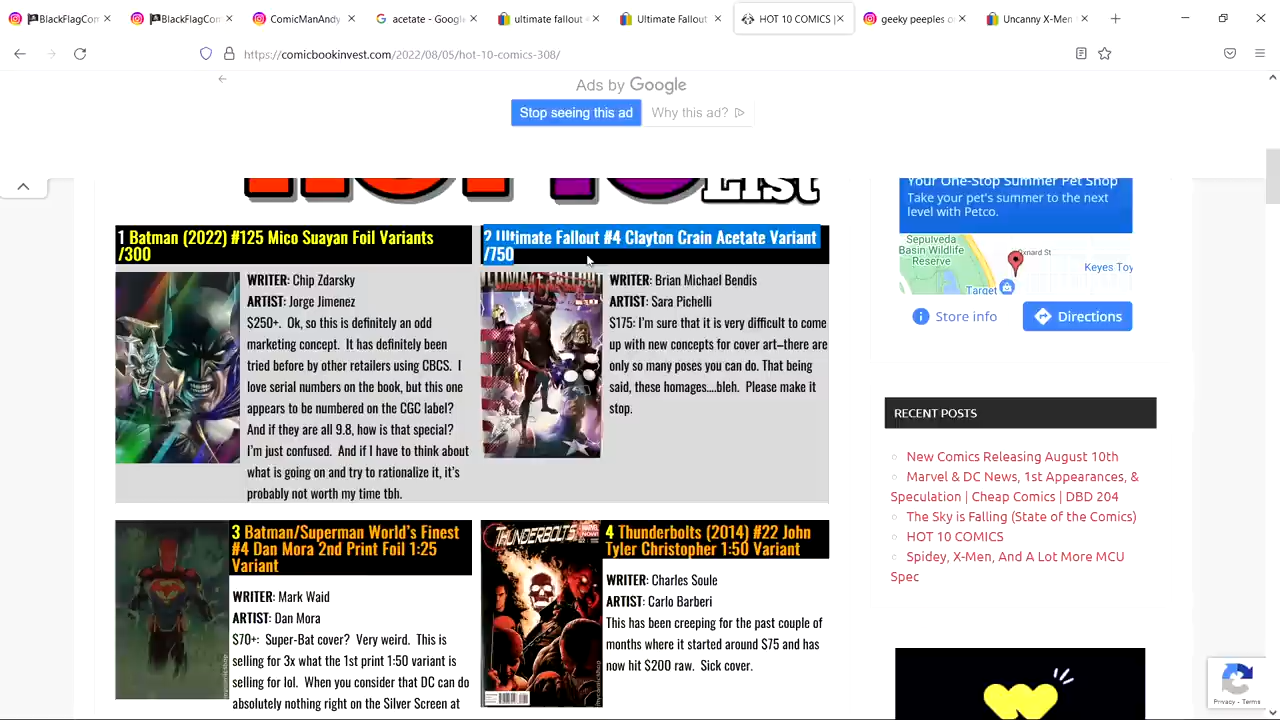 BlackFlagCom
BlackFlagCom
ComicManAndy
acetate - Google
ultimate fallout
Ultimate Fallout
HOT 10 COMICS |
geeky peeples o
Uncanny X-Men
https://comicbookinvest.com/2022/08/05/hot-10-comics-308/
Ads by Google
Stop seeing this ad
Why this ad?
List
1 Batman (2022) #125 Mico Suayan Foil Variants
/300
WRITER: Chip Zdarsky
ARTIST: Jorge Jimenez
$250+. Ok, so this is definitely an odd
marketing concept. It has definitely been
tried before by other retailers using CBCS. I
love serial numbers on the book, but this one
appears to be numbered on the CGC label?
And if they are all 9.8, how is that special?
I'm just confused. And if I have to think about
what is going on and try to rationalize it, it's
probably not worth my time tbh.
2 Ultimate Fallout #4 Clayton Crain Acetate Variant
/750
WRITER: Brian Michael Bendis
ARTIST: Sara Pichelli
$175: I'm sure that it is very difficult to come
up with new concepts for cover art–there are
only so many poses you can do. That being
said, these homages....bleh. Please make it
stop.
3 Batman/Superman World's Finest
#4 Dan Mora 2nd Print Foil 1:25
Variant
WRITER: Mark Waid
ARTIST: Dan Mora
$70+: Super-Bat cover? Very weird. This is
selling for 3x what the 1st print 1:50 variant is
selling for lol. When you consider that DC can do
absolutely nothing right on the Silver Screen at
THUNDERBOLTS
4 Thunderbolts (2014) #22 John
Tyler Christopher 1:50 Variant
WRITER: Charles Soule
ARTIST: Carlo Barberi
This has been creeping for the past couple of
months where it started around $75 and has
now hit $200 raw. Sick cover.
Your One-Stop Summer Pet Shop
Take your pet's summer to the next
level with Petco.
Sepulveda
Basin Wildlife
Reserve
Oxnard St
Keyes Toy
Target
Store info
Directions
RECENT POSTS
New Comics Releasing August 10th
Marvel & DC News, 1st Appearances, &
Speculation | Cheap Comics | DBD 204
The Sky is Falling (State of the Comics)
HOT 10 COMICS
Spidey, X-Men, And A Lot More MCU
Spec
Privacy - Terms